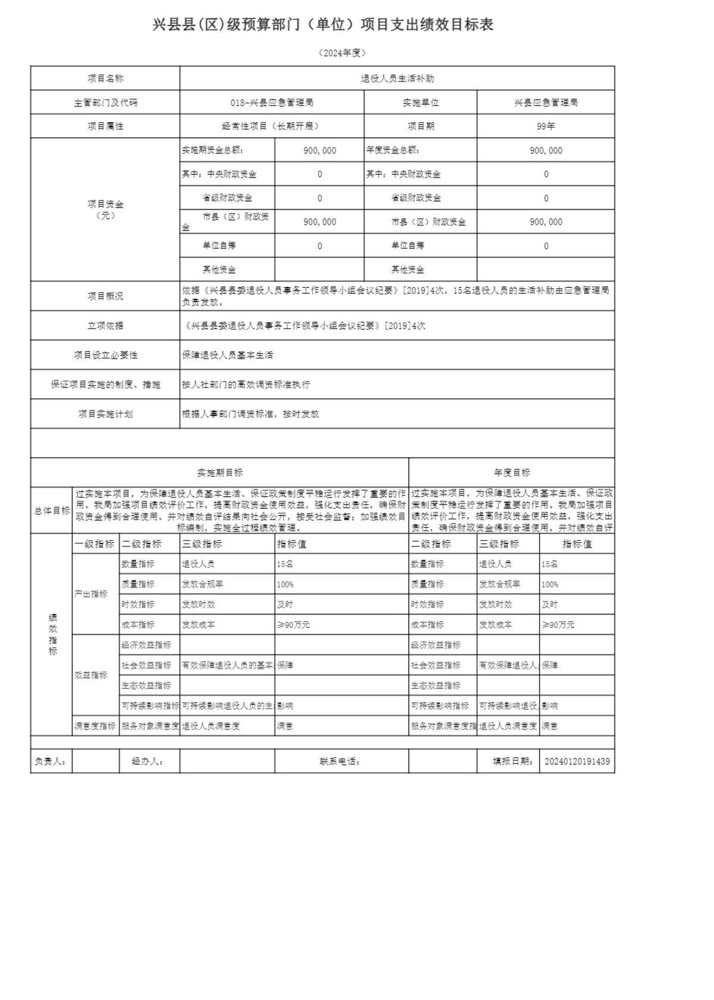 兴县县(区)级预算部门（单位）项目支出绩效目标表
（2024年度）
项目名称 退役人员生活补助
主管部门及代码 018-兴县应急管理局 实施单位 兴县应急管理局
项目属性 经常性项目（长期开展） 项目期 99年
项目资金
（元）
实施期资金总额： 900,000 年度资金总额： 900,000
其中：中央财政资金 0 其中：中央财政资金 0
省级财政资金 0 省级财政资金 0
市县（区）财政资
金 900,000 市县（区）财政资金 900,000
单位自筹 0 单位自筹 0
其他资金 其他资金
项目概况 依据《兴县县委退役人员事务工作领导小组会议纪要》[2019]4次，15名退役人员的生活补助由应急管理局
负责发放。
立项依据 《兴县县委退役人员事务工作领导小组会议纪要》[2019]4次
项目设立必要性 保障退役人员基本生活
保证项目实施的制度、措施 按人社部门的高效调资标准执行
项目实施计划 根据人事部门调资标准，按时发放
实施期目标 年度目标
总体目标
过实施本项目，为保障退役人员基本生活、保证政策制度平稳运行发挥了重要的作
用。我局加强项目绩效评价工作，提高财政资金使用效益，强化支出责任，确保财
政资金得到合理使用。并对绩效自评结果向社会公开，接受社会监督；加强绩效目
标编制，实施全过程绩效管理。
过实施本项目，为保障退役人员基本生活、保证政
策制度平稳运行发挥了重要的作用。我局加强项目
绩效评价工作，提高财政资金使用效益，强化支出
责任，确保财政资金得到合理使用。并对绩效自评
绩
效
指
标
一级指标 二级指标 三级指标 指标值 二级指标 三级指标 指标值
产出指标
数量指标 退役人员 15名 数量指标 退役人员 15名
质量指标 发放合规率 100% 质量指标 发放合规率 100%
时效指标 发放时效 及时 时效指标 发放时效 及时
成本指标 发放成本 ≥90万元 成本指标 发放成本 ≥90万元
效益指标
经济效益指标 经济效益指标
社会效益指标 有效保障退役人员的基本 保障 社会效益指标 有效保障退役人 保障
生态效益指标 生态效益指标
可持续影响指标 可持续影响退役人员的生 影响 可持续影响指标 可持续影响退役 影响
满意度指标 服务对象满意度 退役人员满意度 满意 服务对象满意度指 退役人员满意度 满意
负责人： 经办人： 联系电话： 填报日期： 20240120191439